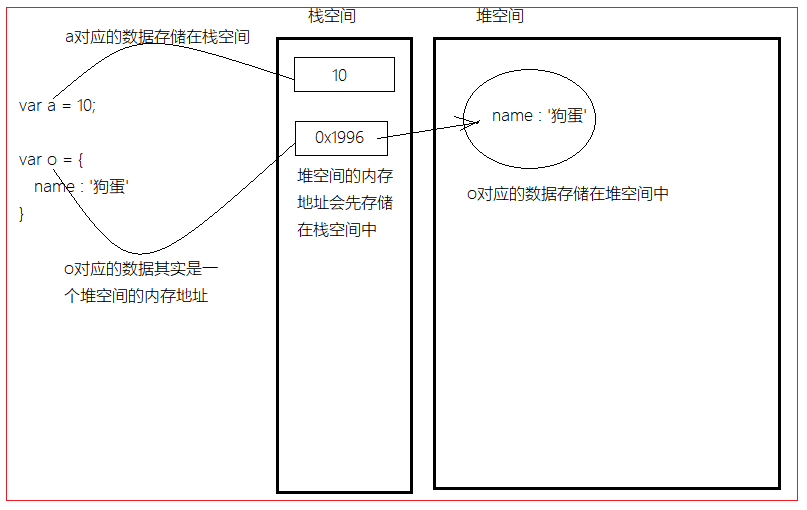 栈空间
堆空间
a对应的数据存储在栈空间
10
var a = 10;
name : '狗蛋'
0x1996
var o = {
name : '狗蛋'
}
堆空间的内存
地址会先存储
在栈空间中
o对应的数据存储在堆空间中
o对应的数据其实是一
个堆空间的内存地址